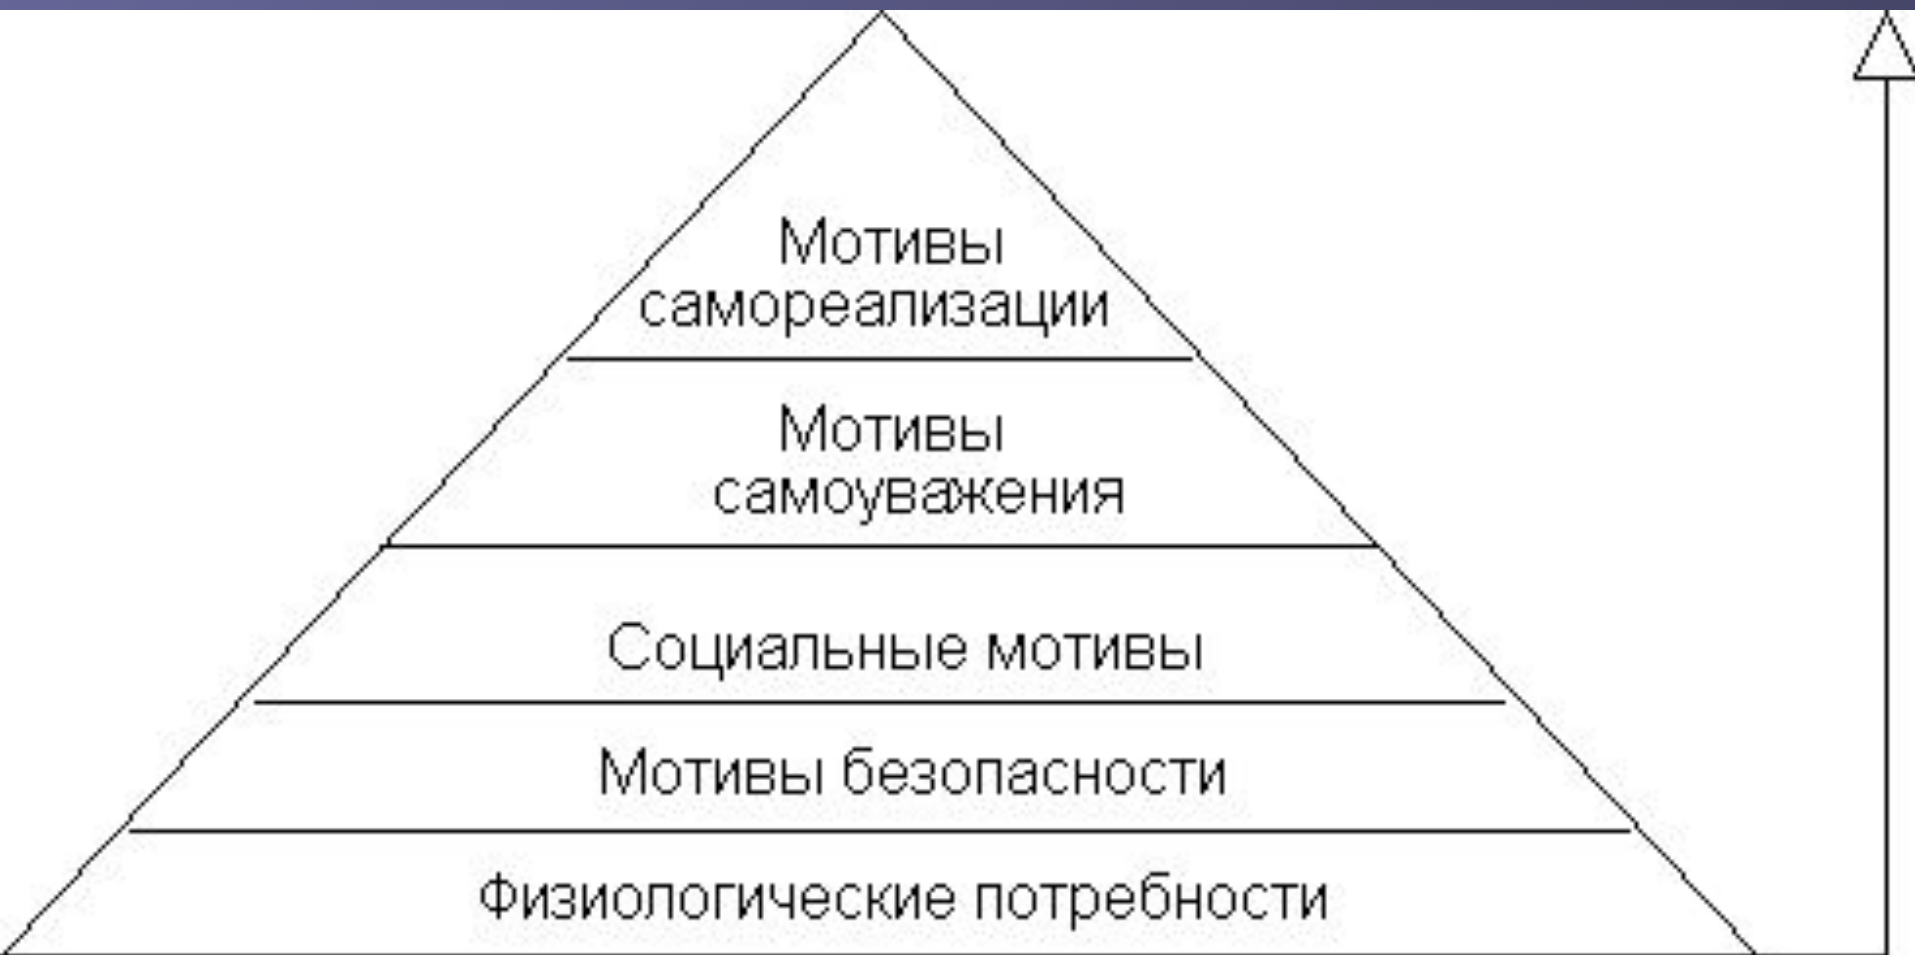 Мотивы
самореализации
Мотивы
самоуважения
Социальные мотивы
Мотивы безопасности
Физиологические потребности